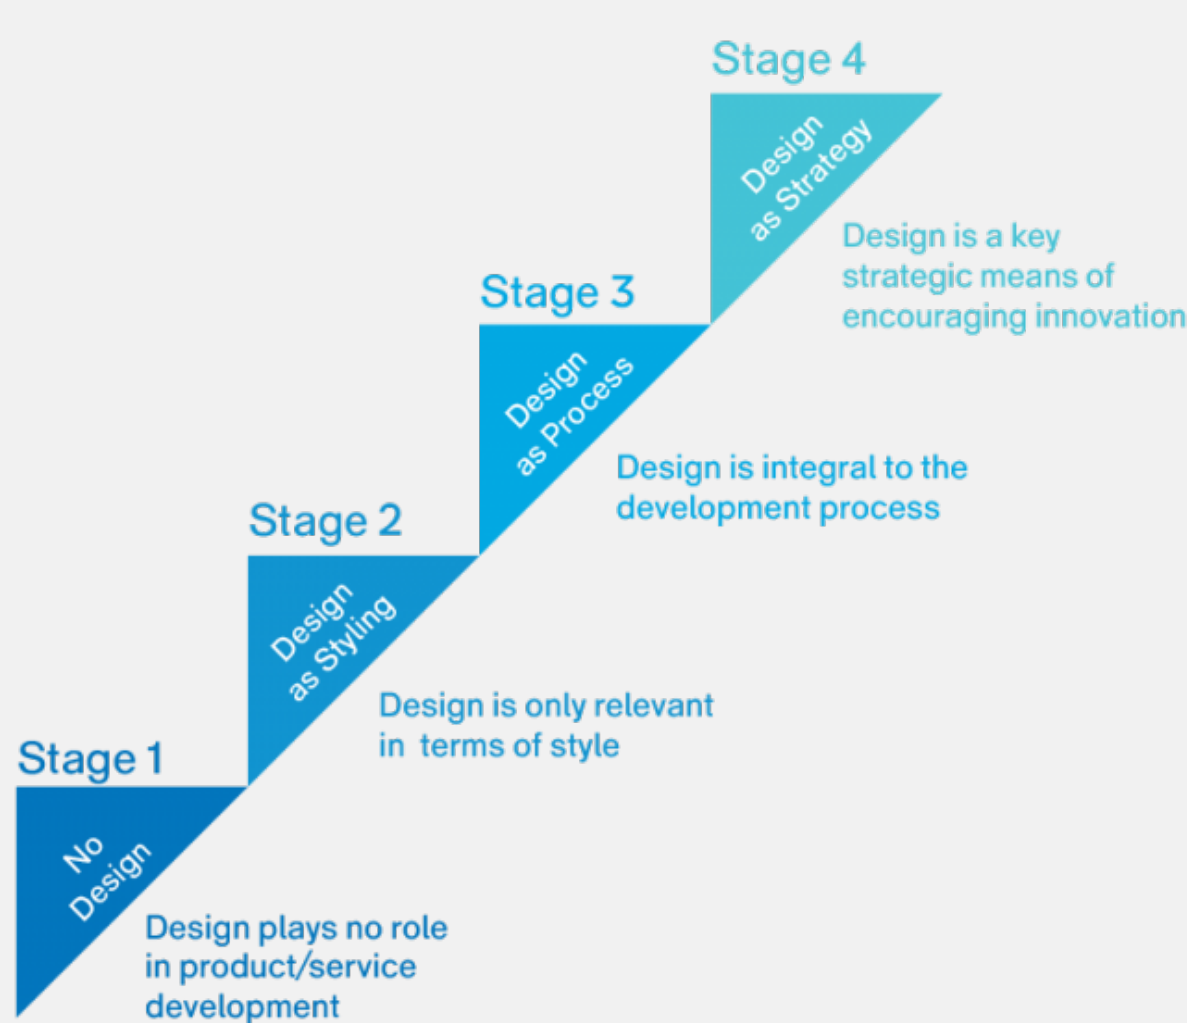 Stage 4
Design
as Strategy
Design is a key
strategic means of
encouraging innovation
Stage 3
Design
as Process
Design is integral to the
development process
Stage 2
Design
as Styling
Design is only relevant
in terms of style
Stage 1
No
Design
Design plays no role
in product/service
development